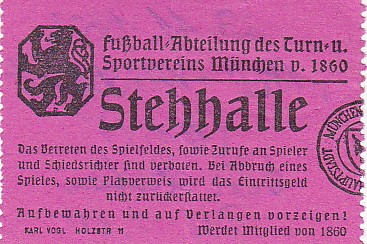 Fußball-Abteilung des Turn- u.
Sportvereins München v. 1860
Stehhalle
Das Betreten des Spielfeldes, sowie Zurufe an Spieler
und Schiedsrichter sind verboten. Bei Abbruch eines
Spieles, sowie Platzverweis wird das Eintrittsgeld
nicht zurückerstattet.
Aufbewahren und auf Verlangen vorzeigen!
KARL VOGL HOLZSTR 11
Werdet Mitglied von 1860
HAUPTSTADT MÜNCHEN